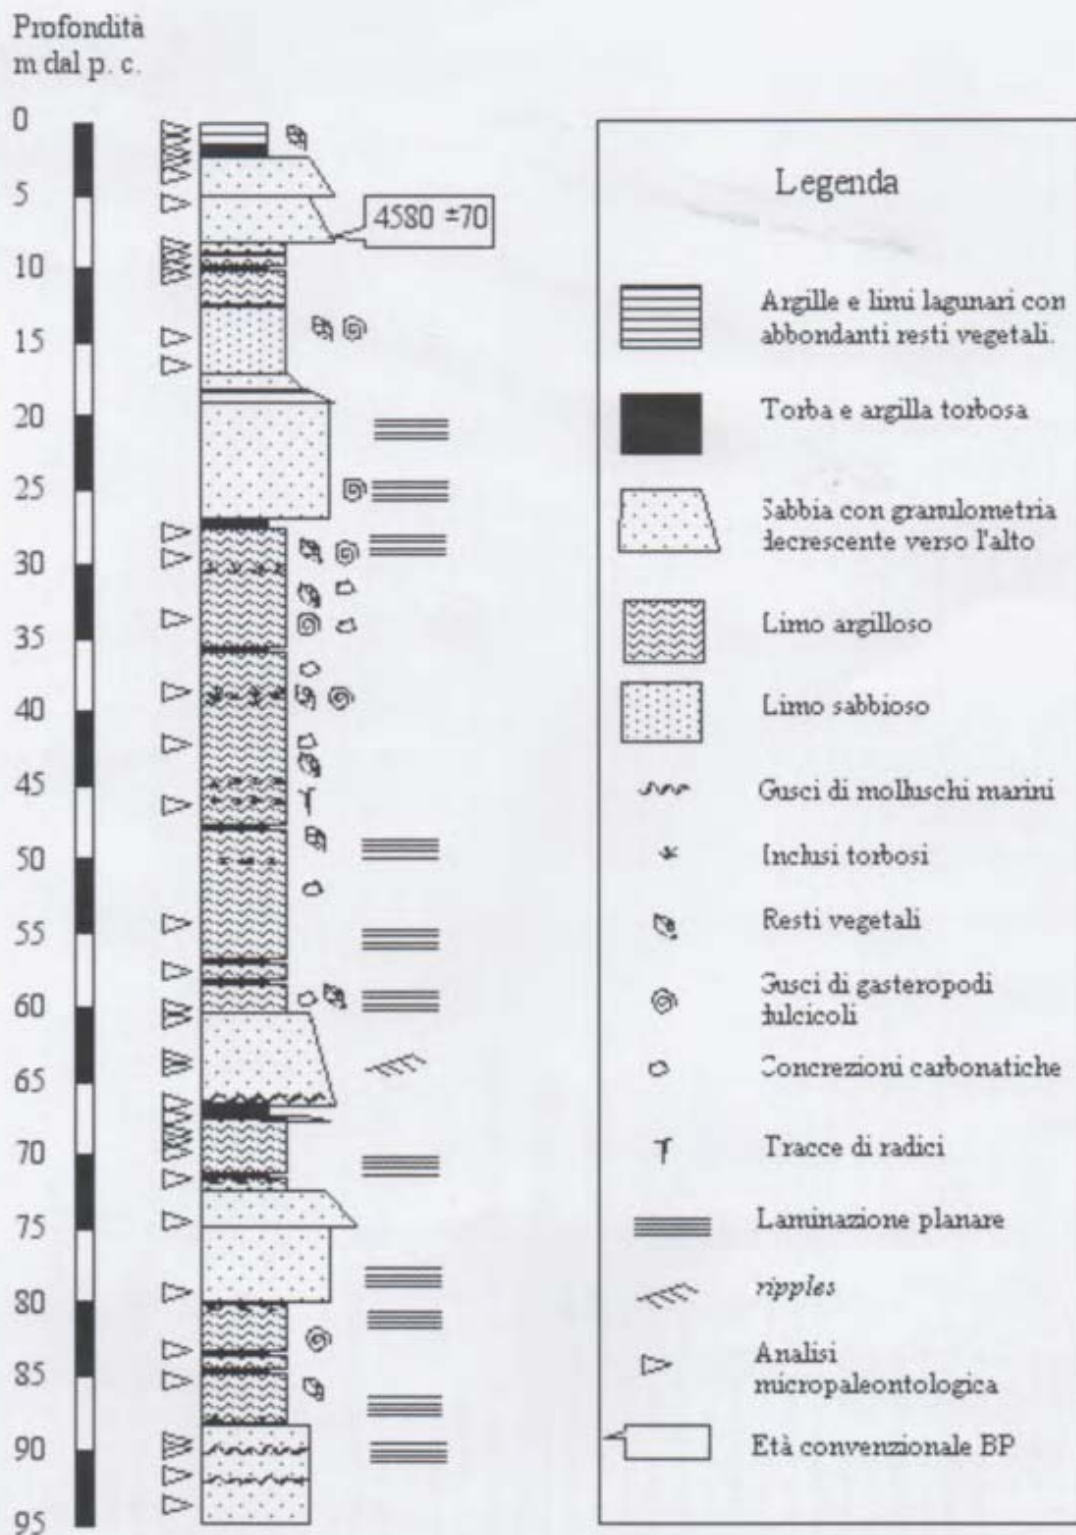 Profondità
m dal p. c.
0
5
10
15
20
25
30
35
40
45
50
55
60
65
70
75
80
85
90
95
4580 ±70
Legenda
Argille e limi lagunari con
abbondanti resti vegetali.
Torba e argilla torbosa
Sabbia con granulometria
decrescente verso l'alto
Limo argilloso
Limo sabbioso
Gusci di molluschi marini
Inclusi torbosi
Resti vegetali
Gusci di gasteropodi
dulcicoli
Concrezioni carbonatiche
Tracce di radici
Laminazione planare
ripples
Analisi
micropaleontologica
Età convenzionale BP